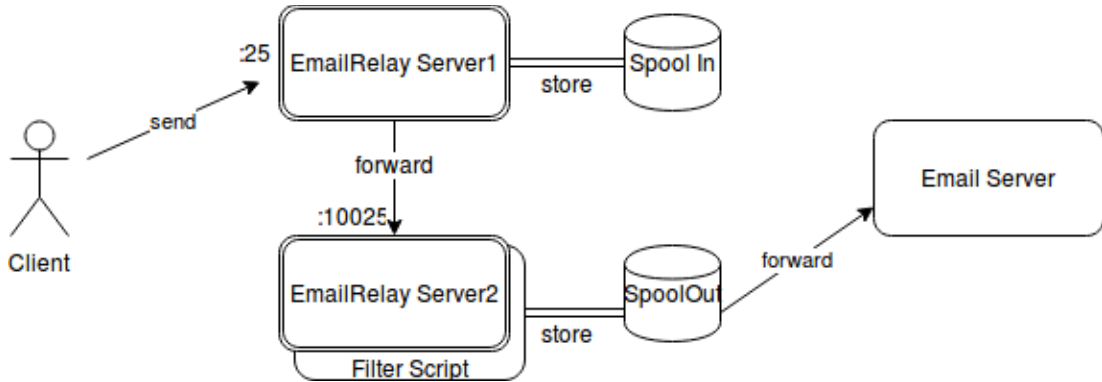 :25
EmailRelay Server1
Spool In
store
send
forward
Email Server
:10025
Client
EmailRelay Server2
SpoolOut
forward
store
Filter Script